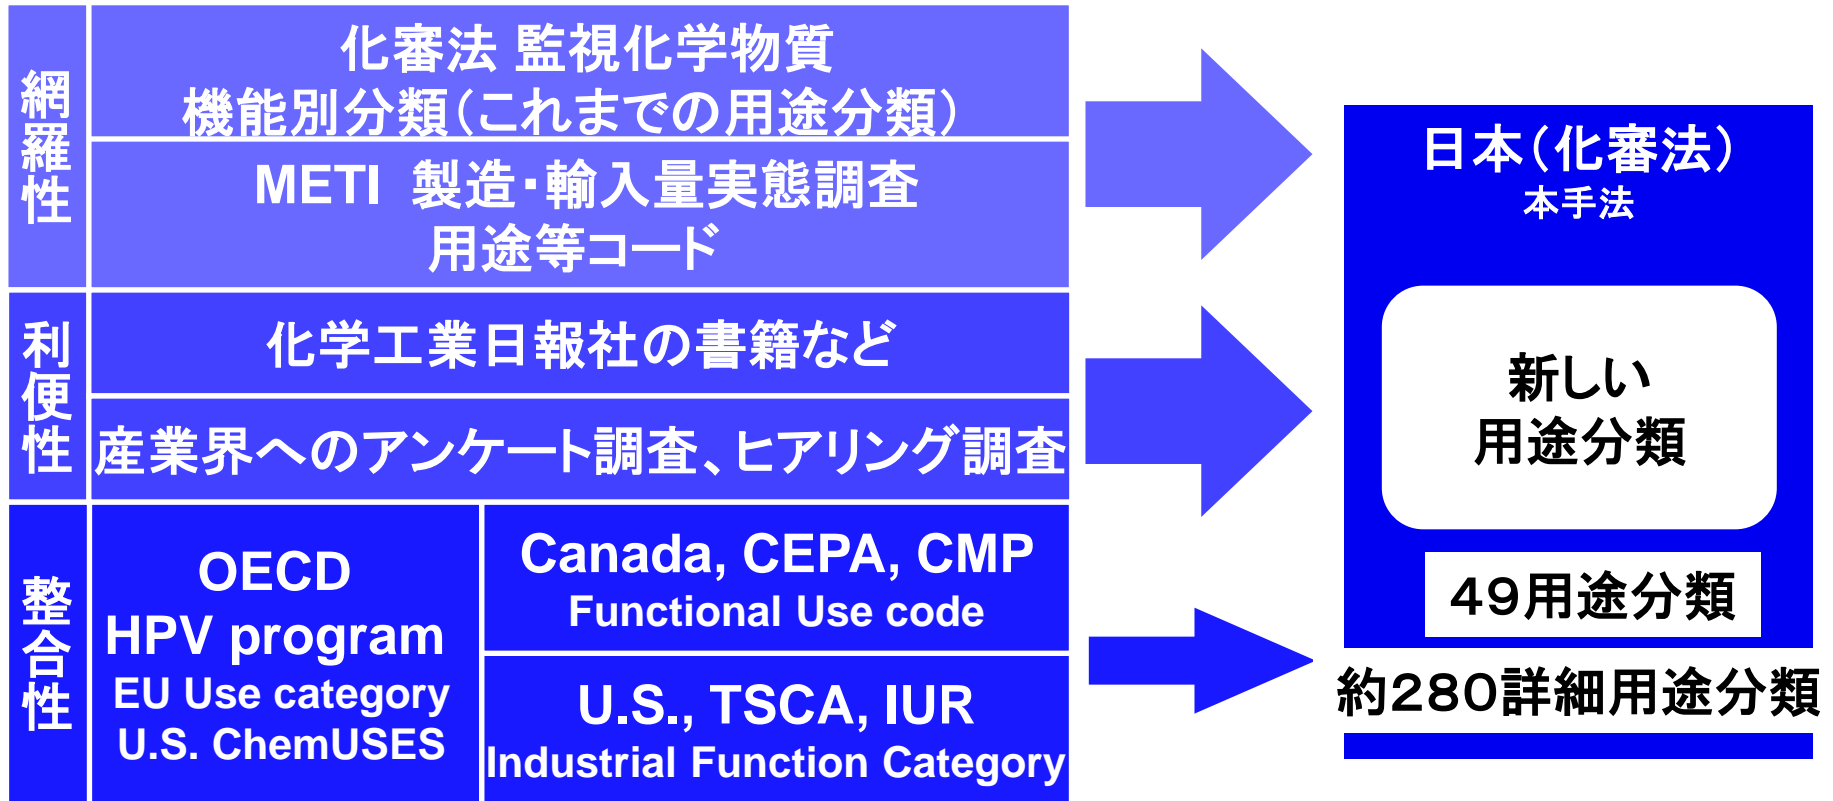 網羅性
化審法 監視化学物質
機能別分類（これまでの用途分類）
METI 製造・輸入量実態調査
用途等コード
利便性
化学工業日報社の書籍など
産業界へのアンケート調査、ヒアリング調査
整合性
OECD
HPV program
EU Use category
U.S. ChemUSES
Canada, CEPA, CMP
Functional Use code
U.S., TSCA, IUR
Industrial Function Category
日本（化審法）
本手法
新しい
用途分類
49用途分類
約280詳細用途分類